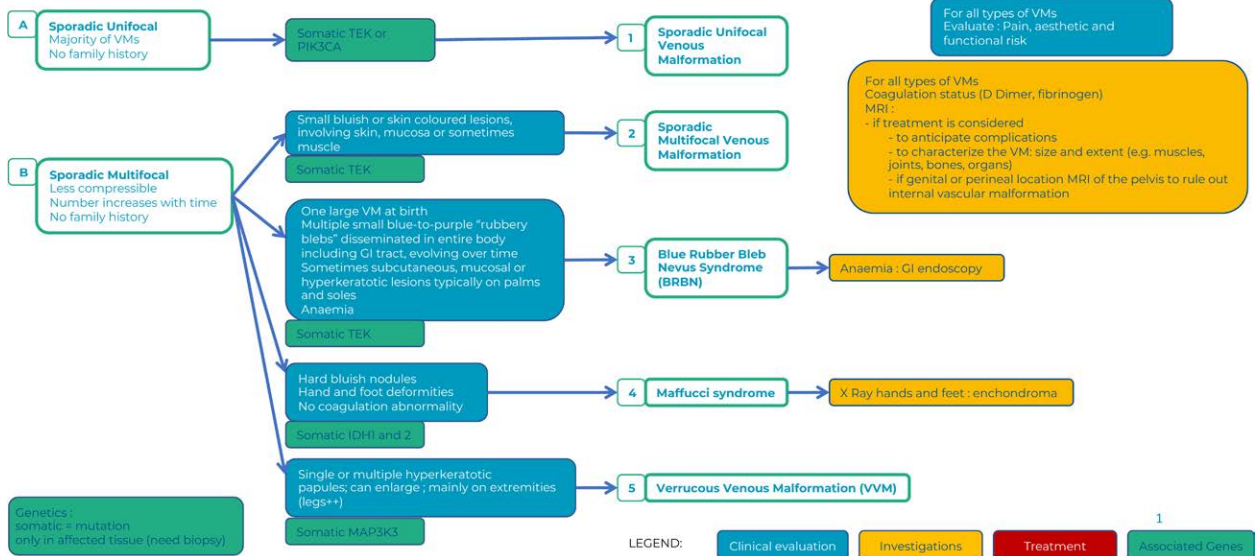 A
Sporadic Unifocal
Majority of VMs
No family history
Somatic TEK or
PIK3CA
1
Sporadic Unifocal
Venous
Malformation
For all types of VMs
Evaluate : Pain, aesthetic and
functional risk
For all types of VMs
Coagulation status (D Dimer, fibrinogen)
MRI :
- if treatment is considered
- to anticipate complications
- to characterize the VM: size and extent (e.g. muscles,
joints, bones, organs)
- if genital or perineal location MRI of the pelvis to rule out
internal vascular malformation
B
Sporadic Multifocal
Less compressible
Number increases with time
No family history
Small bluish or skin coloured lesions,
involving skin, mucosa or sometimes
muscle
Somatic TEK
2
Sporadic
Multifocal Venous
Malformation
One large VM at birth
Multiple small blue-to-purple “rubbery
blebs” disseminated in entire body
including GI tract, evolving over time
Sometimes subcutaneous, mucosal or
hyperkeratotic lesions typically on palms
and soles
Anaemia
Somatic TEK
3
Blue Rubber Bleb
Nevus Syndrome
(BRBN)
Anaemia : GI endoscopy
Hard bluish nodules
Hand and foot deformities
No coagulation abnormality
Somatic IDH1 and 2
4
Maffucci syndrome
X Ray hands and feet : enchondroma
Single or multiple hyperkeratotic
papules; can enlarge ; mainly on extremities
(legs++)
Somatic MAP3K3
5
Verrucous Venous Malformation (VVM)
Genetics :
somatic = mutation
only in affected tissue (need biopsy)
1
LEGEND:
Clinical evaluation
Investigations
Treatment
Associated Genes